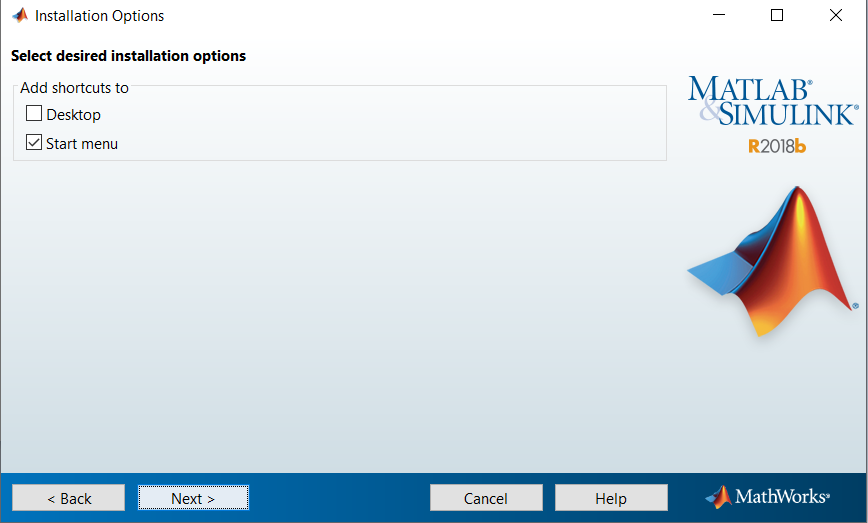 Installation Options
Select desired installation options
Add shortcuts to
Desktop
Start menu
MATLAB®
&SIMULINK®
R2018b
®
< Back
Next >
Cancel
Help
MathWorks®